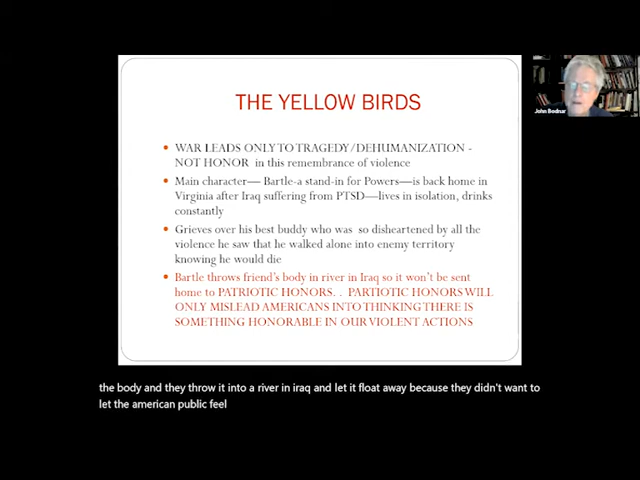 THE YELLOW BIRDS
WAR LEADS ONLY TO TRAGEDY/DEHUMANIZATION -
NOT HONOR in this remembrance of violence
Main character— Bartle-a stand-in for Powers—is back home in
Virginia after Iraq suffering from PTSD—lives in isolation, drinks
constantly
Grieves over his best buddy who was so disheartened by all the
violence he saw that he walked alone into enemy territory
knowing he would die
Bartle throws friend's body in river in Iraq so it won't be sent
home to PATRIOTIC HONORS. . PARTIOTIC HONORS WILL
ONLY MISLEAD AMERICANS INTO THINKING THERE IS
SOMETHING HONORABLE IN OUR VIOLENT ACTIONS
John Bodnar
the body and they throw it into a river in iraq and let it float away because they didn't want to
let the american public feel